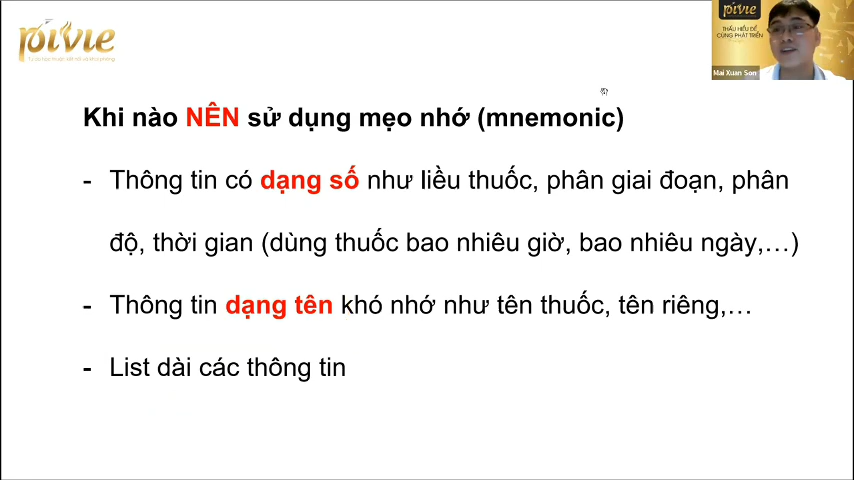 pivie
pivie
THẤU HIỂU ĐỂ
CÙNG PHÁT TRIỂN
Mai Xuan Son
Khi nào NÊN sử dụng mẹo nhớ (mnemonic)
- Thông tin có dạng số như liều thuốc, phân giai đoạn, phân
độ, thời gian (dùng thuốc bao nhiêu giờ, bao nhiêu ngày,…)
- Thông tin dạng tên khó nhớ như tên thuốc, tên riêng,…
- List dài các thông tin